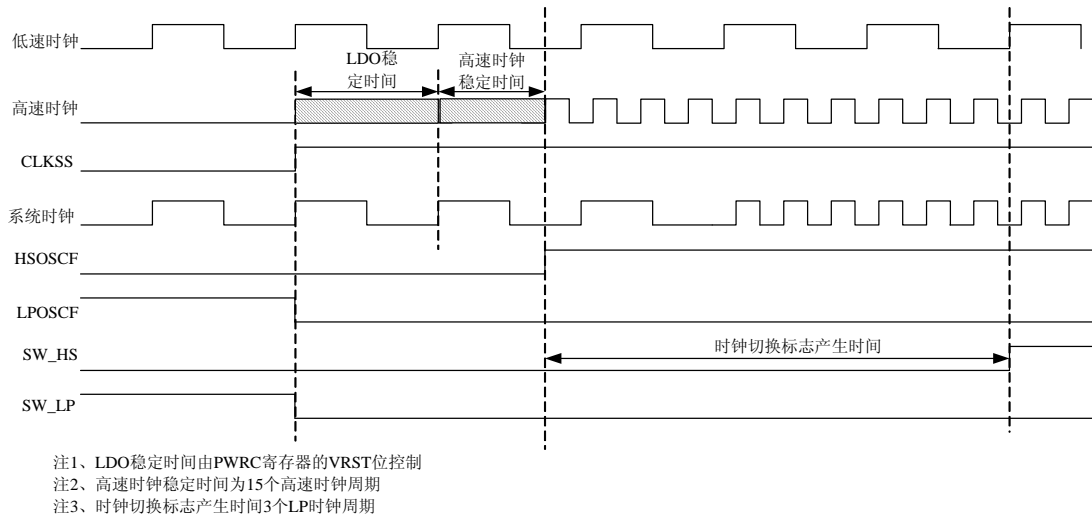 低速时钟
LDO稳
定时间
高速时钟
稳定时间
高速时钟
CLKSS
系统时钟
HSOSCF
LPOSCF
SW_HS
时钟切换标志产生时间
SW_LP
注1、LDO稳定时间由PWRC寄存器的VRST位控制
注2、高速时钟稳定时间为15个高速时钟周期
注3、时钟切换标志产生时间3个LP时钟周期